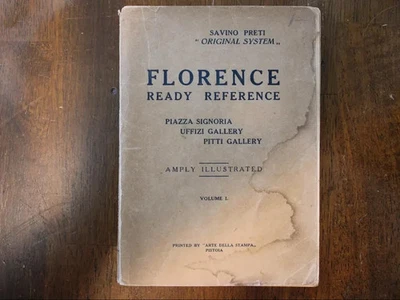 SAVINO PRETI
" ORIGINAL SYSTEM „
FLORENCE
READY REFERENCE
PIAZZA SIGNORIA
UFFIZI GALLERY
PITTI GALLERY
AMPLY ILLUSTRATED
VOLUME I.
PRINTED BY "ARTE DELLA STAMPA„
PISTOIA